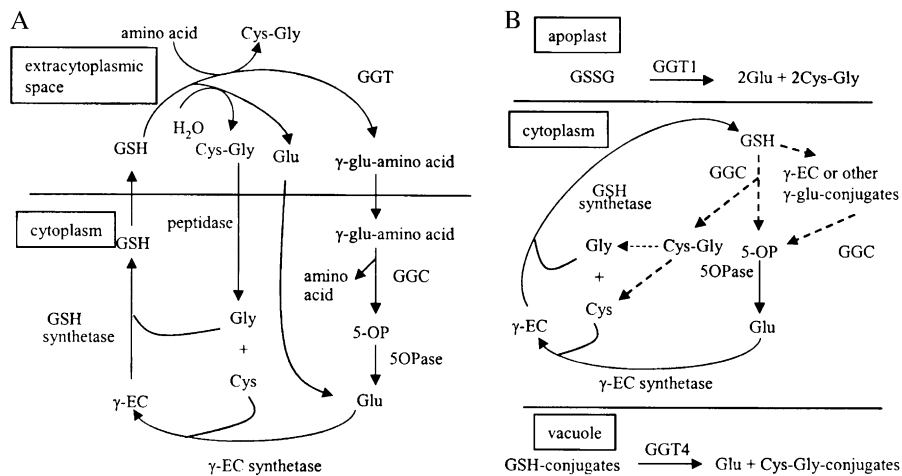 A
amino acid
Cys-Gly
extracytoplasmic
space
GGT
H2O
GSH
Cys-Gly
Glu
γ-glu-amino acid
cytoplasm
peptidase
GSH
γ-glu-amino acid
amino
acid
GGC
GSH
synthetase
Gly
+
Cys
5-OP
5OPase
γ-EC
Glu
γ-EC synthetase
B
apoplast
GSSG
GGT1
2Glu + 2Cys-Gly
cytoplasm
GSH
GGC
γ-EC or other
γ-glu-conjugates
GSH
synthetase
Gly
Cys-Gly
5-OP
GGC
5OPase
+
Cys
γ-EC
Glu
γ-EC synthetase
vacuole
GSH-conjugates
GGT4
Glu + Cys-Gly-conjugates